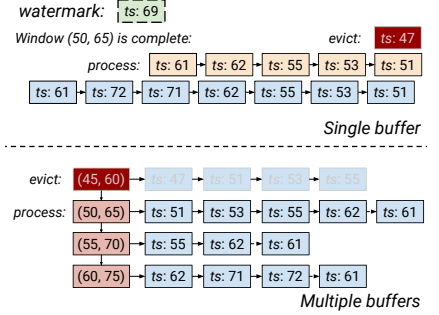 watermark: ts: 69
Window (50, 65) is complete: evict: ts: 47
process: ts: 61 ts: 62 ts: 55 ts: 53 ts: 51
ts: 61 ts: 72 ts: 71 ts: 62 ts: 55 ts: 53 ts: 51
Single buffer
evict: (45, 60) ts: 47 ts: 51 ts: 53 ts: 55
process: (50, 65) ts: 51 ts: 53 ts: 55 ts: 62 ts: 61
(55, 70) ts: 55 ts: 62 ts: 61
(60, 75) ts: 62 ts: 71 ts: 72 ts: 61
Multiple buffers